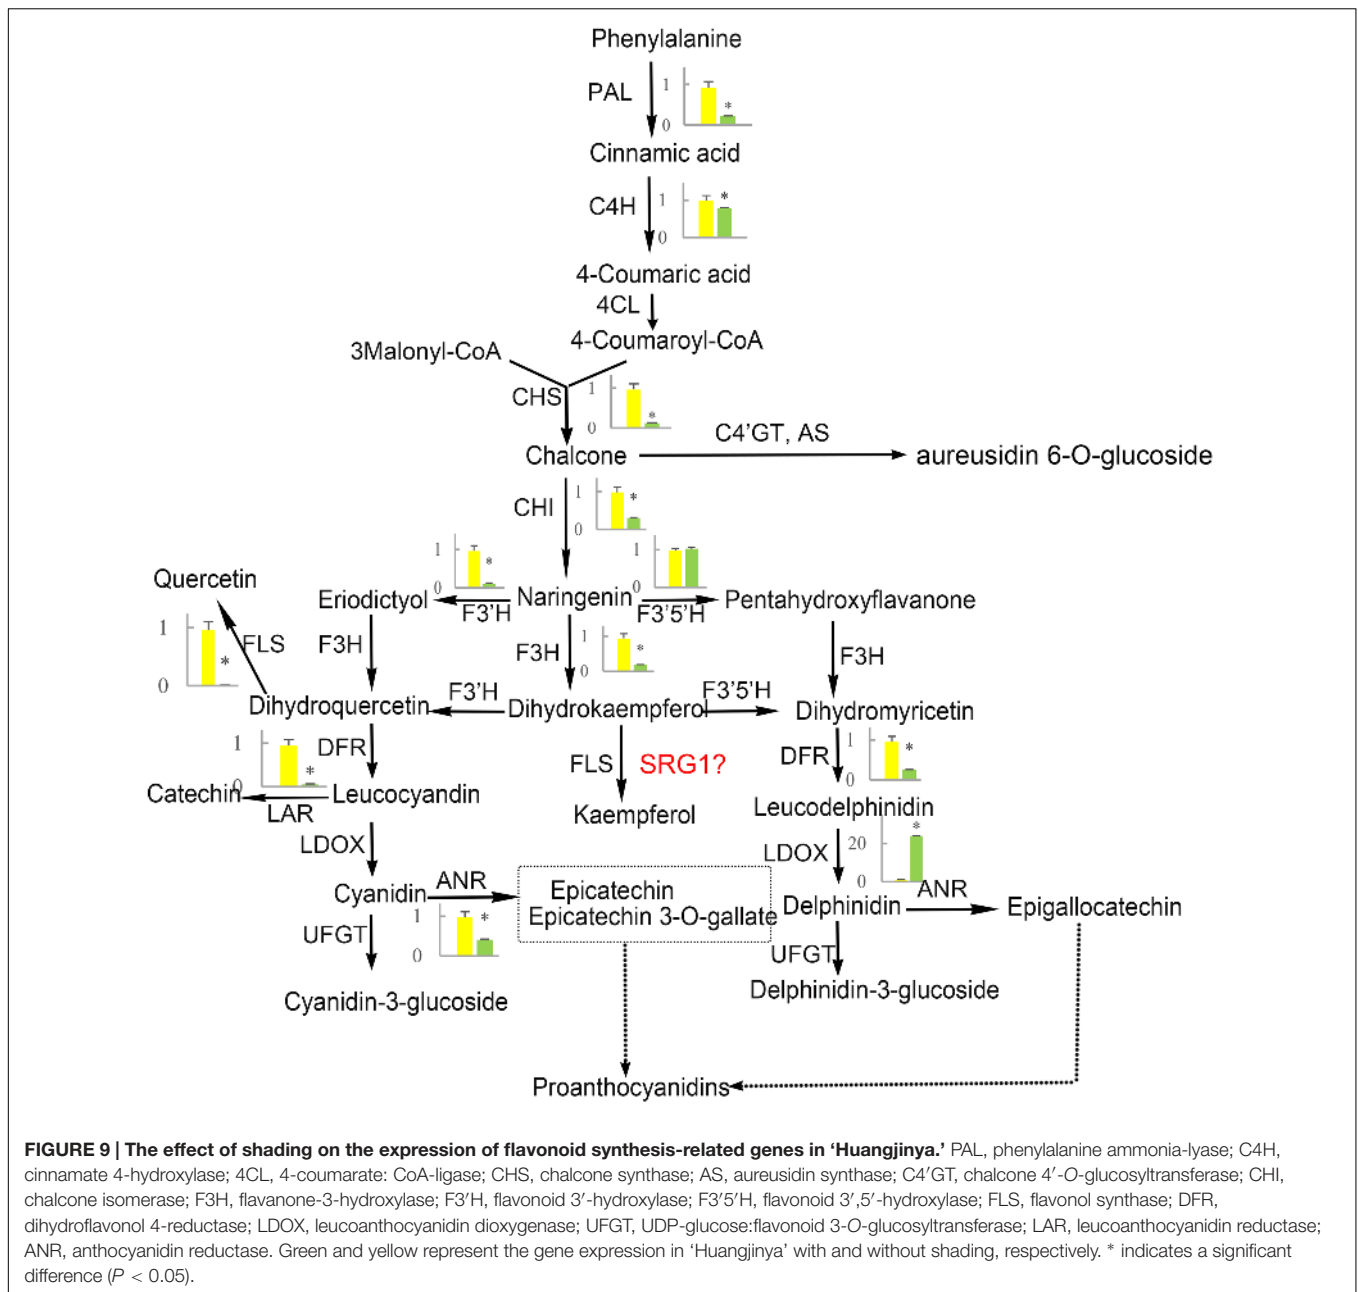 Phenylalanine
PAL
1
*
0
Cinnamic acid
C4H
1
*
0
4-Coumaric acid
4CL
3Malonyl-CoA
4-Coumaroyl-CoA
CHS
1
*
0
C4'GT, AS
Chalcone
aureusidin 6-O-glucoside
CHI
1
*
0
1
*
0
1
0
Quercetin
Eriodictyol
Naringenin
Pentahydroxyflavanone
F3'H
F3'5'H
1
*
0
FLS
F3H
F3H
1
*
0
F3H
F3'H
F3'5'H
Dihydroquercetin
Dihydrokaempferol
Dihydromyricetin
1
*
0
DFR
FLS
SRG1?
DFR
1
*
0
Catechin
Leucocyandin
LAR
Kaempferol
Leucodelphinidin
LDOX
LDOX
20
*
0
Cyanidin
ANR
Epicatechin
Epicatechin 3-O-gallate
Delphinidin
ANR
Epigallocatechin
UFGT
1
*
0
UFGT
Cyanidin-3-glucoside
Delphinidin-3-glucoside
Proanthocyanidins
FIGURE 9 | The effect of shading on the expression of flavonoid synthesis-related genes in ‘Huangjinya.’ PAL, phenylalanine ammonia-lyase; C4H,
cinnamate 4-hydroxylase; 4CL, 4-coumarate: CoA-ligase; CHS, chalcone synthase; AS, aureusidin synthase; C4′GT, chalcone 4′-O-glucosyltransferase; CHI,
chalcone isomerase; F3H, flavanone-3-hydroxylase; F3′H, flavonoid 3′-hydroxylase; F3′5′H, flavonoid 3′,5′-hydroxylase; FLS, flavonol synthase; DFR,
dihydroflavonol 4-reductase; LDOX, leucoanthocyanidin dioxygenase; UFGT, UDP-glucose:flavonoid 3-O-glucosyltransferase; LAR, leucoanthocyanidin reductase;
ANR, anthocyanidin reductase. Green and yellow represent the gene expression in ‘Huangjinya’ with and without shading, respectively. * indicates a significant
difference (P < 0.05).